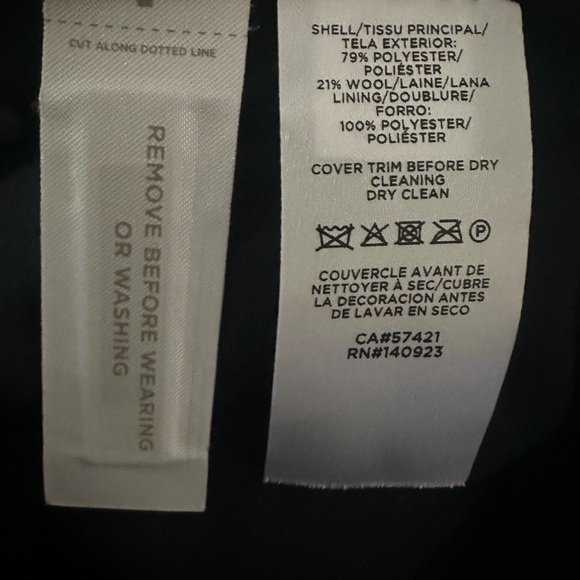 CUT ALONG DOTTED LINE
REMOVE BEFORE WEARING
OR WASHING
SHELL/TISSU PRINCIPAL/
TELA EXTERIOR:
79% POLYESTER/
POLIÉSTER
21% WOOL/LAINE/LANA
LINING/DOUBLURE/
FORRO:
100% POLYESTER/
POLIÉSTER
COVER TRIM BEFORE DRY
CLEANING
DRY CLEAN
P
COUVERCLE AVANT DE
NETTOYER À SEC/CUBRE
LA DECORACION ANTES
DE LAVAR EN SECO
CA#57421
RN#140923